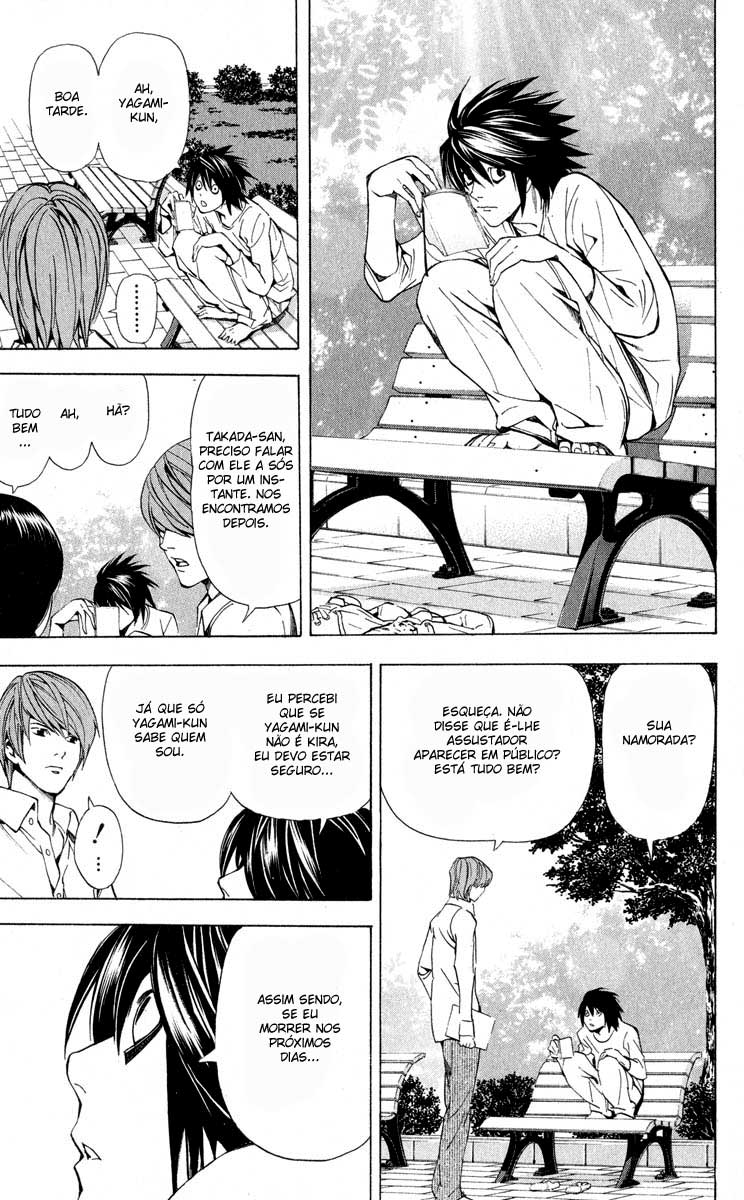 AH,
YAGAMI-
KUN,
BOA
TARDE.
......
TAKADA-SAN,
PRECISO FALAR
COM ELE A SÓS
POR UM INS-
TANTE. NOS
ENCONTRAMOS
DEPOIS.
HÃ?
AH,
TUDO
BEM
...
SUA
NAMORADA?
ESQUEÇA. NÃO
DISSE QUE É-LHE
ASSUSTADOR
APARECER EM PÚBLICO?
ESTÁ TUDO BEM?
EU PERCEBI
QUE SE
YAGAMI-KUN
NÃO É KIRA,
EU DEVO ESTAR
SEGURO...
JÁ QUE SÓ
YAGAMI-KUN
SABE QUEM
SOU.
!...
ASSIM SENDO,
SE EU
MORRER NOS
PRÓXIMOS
DIAS...